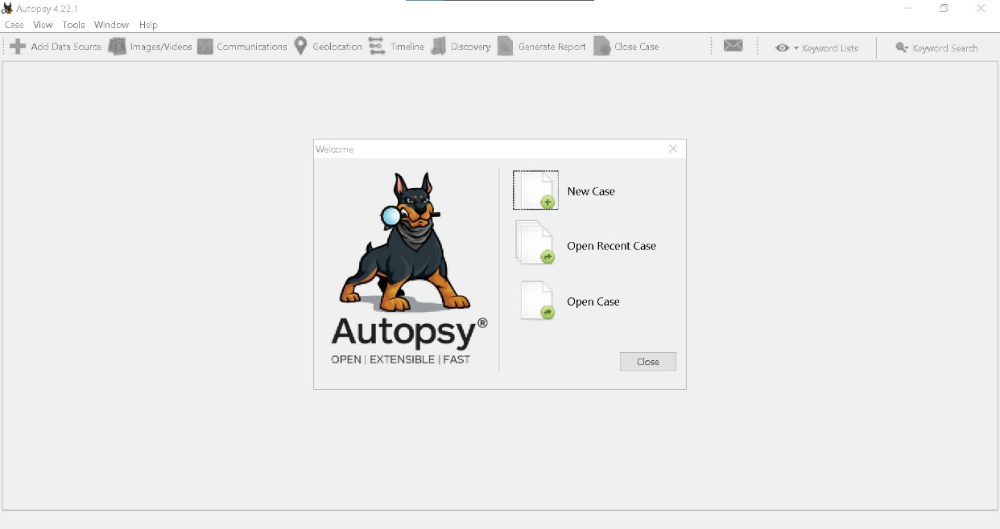 Autopsy 4.22.1
Case View Tools Window Help
Add Data Source Images/Videos Communications Geolocation Timeline Discovery Generate Report Close Case Keyword Lists Keyword Search
Welcome
New Case
Open Recent Case
Open Case
Autopsy®
OPEN | EXTENSIBLE | FAST
Close